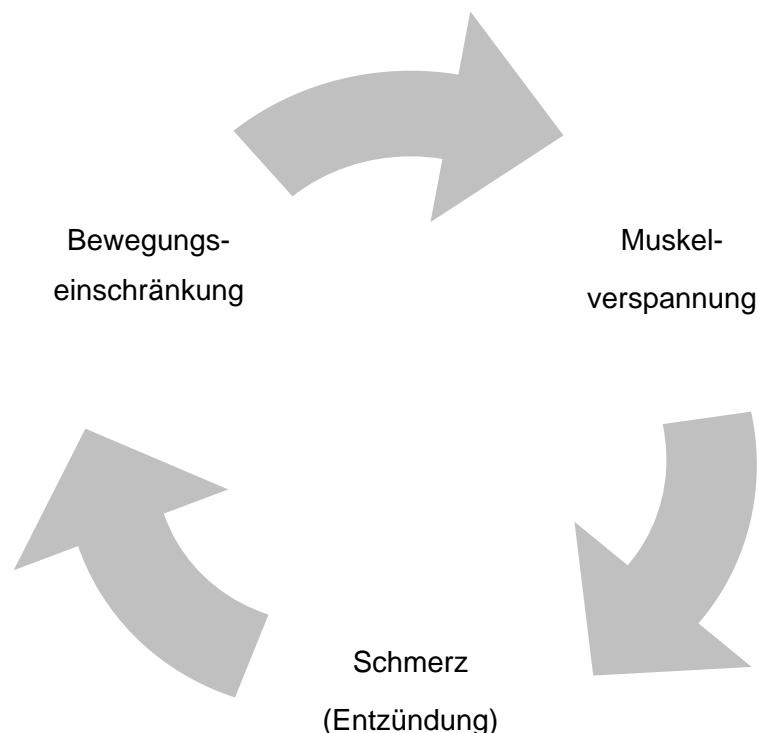 Bewegungs-
einschränkung
Muskel-
verspannung
Schmerz
(Entzündung)